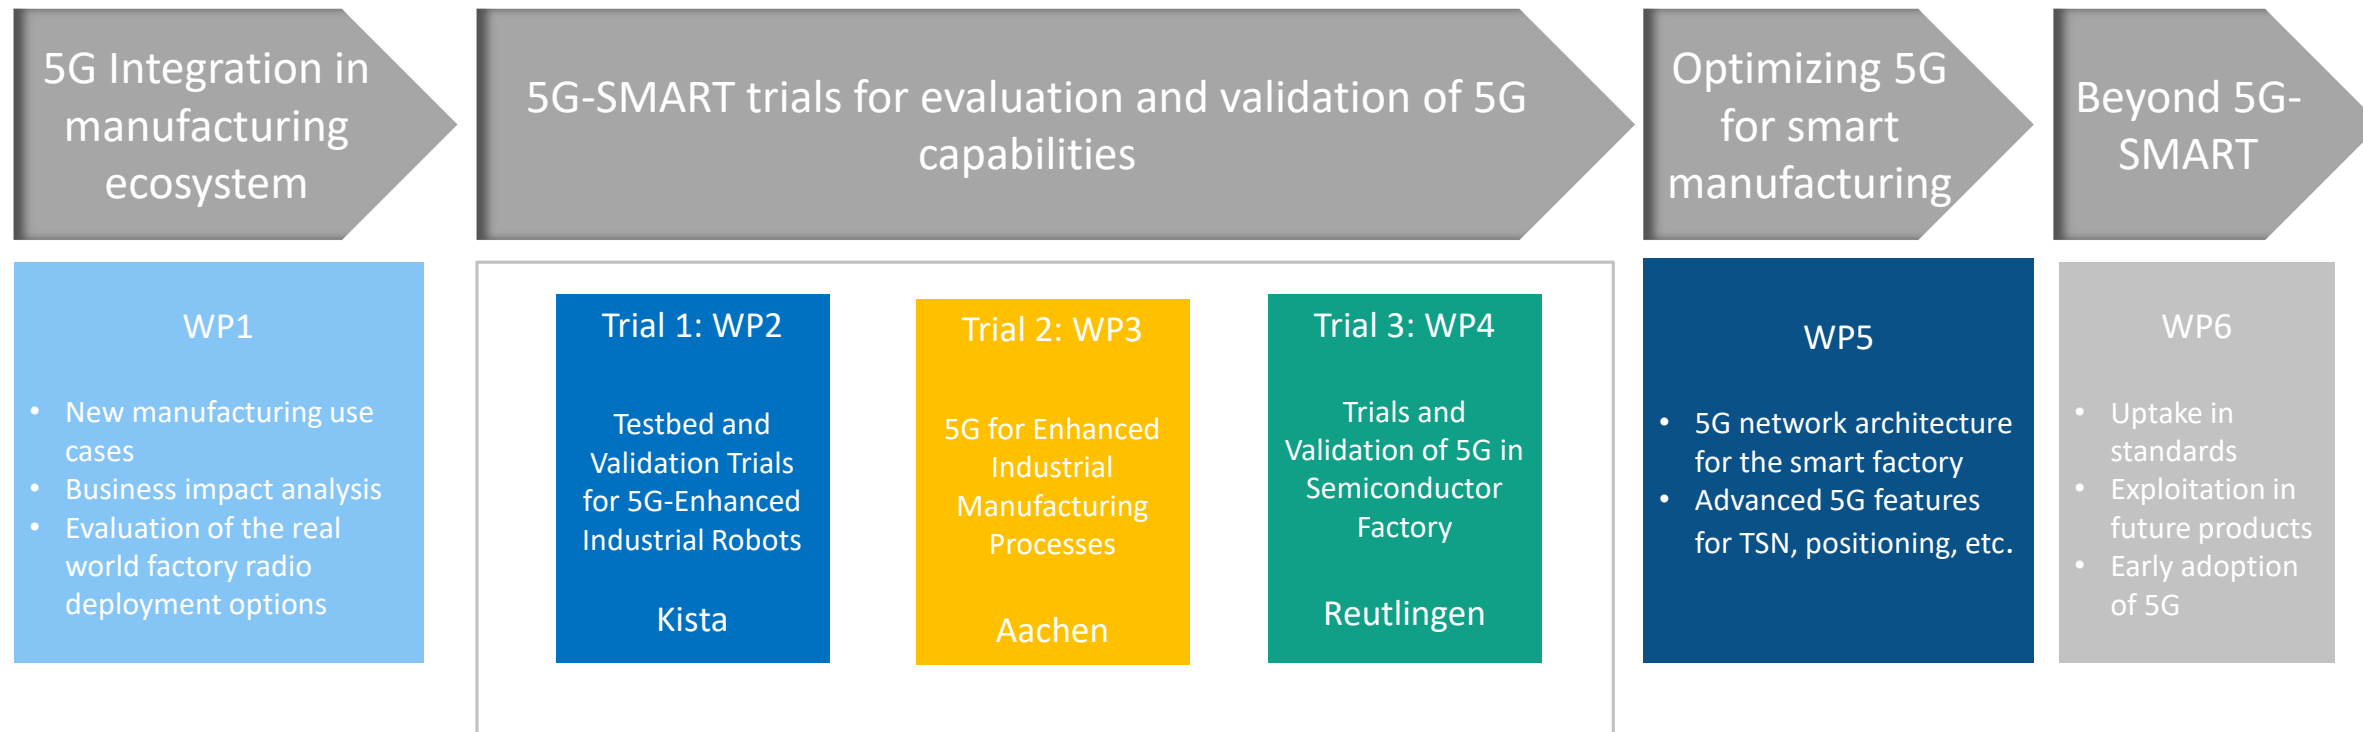 5G Integration in
manufacturing
ecosystem
5G-SMART trials for evaluation and validation of 5G
capabilities
Optimizing 5G
for smart
manufacturing
Beyond 5G-
SMART
WP1
• New manufacturing use
cases
• Business impact analysis
• Evaluation of the real
world factory radio
deployment options
Trial 1: WP2
Testbed and
Validation Trials
for 5G-Enhanced
Industrial Robots
Kista
Trial 2: WP3
5G for Enhanced
Industrial
Manufacturing
Processes
Aachen
Trial 3: WP4
Trials and
Validation of 5G in
Semiconductor
Factory
Reutlingen
WP5
• 5G network architecture
for the smart factory
• Advanced 5G features
for TSN, positioning, etc.
WP6
• Uptake in
standards
• Exploitation in
future products
• Early adoption
of 5G